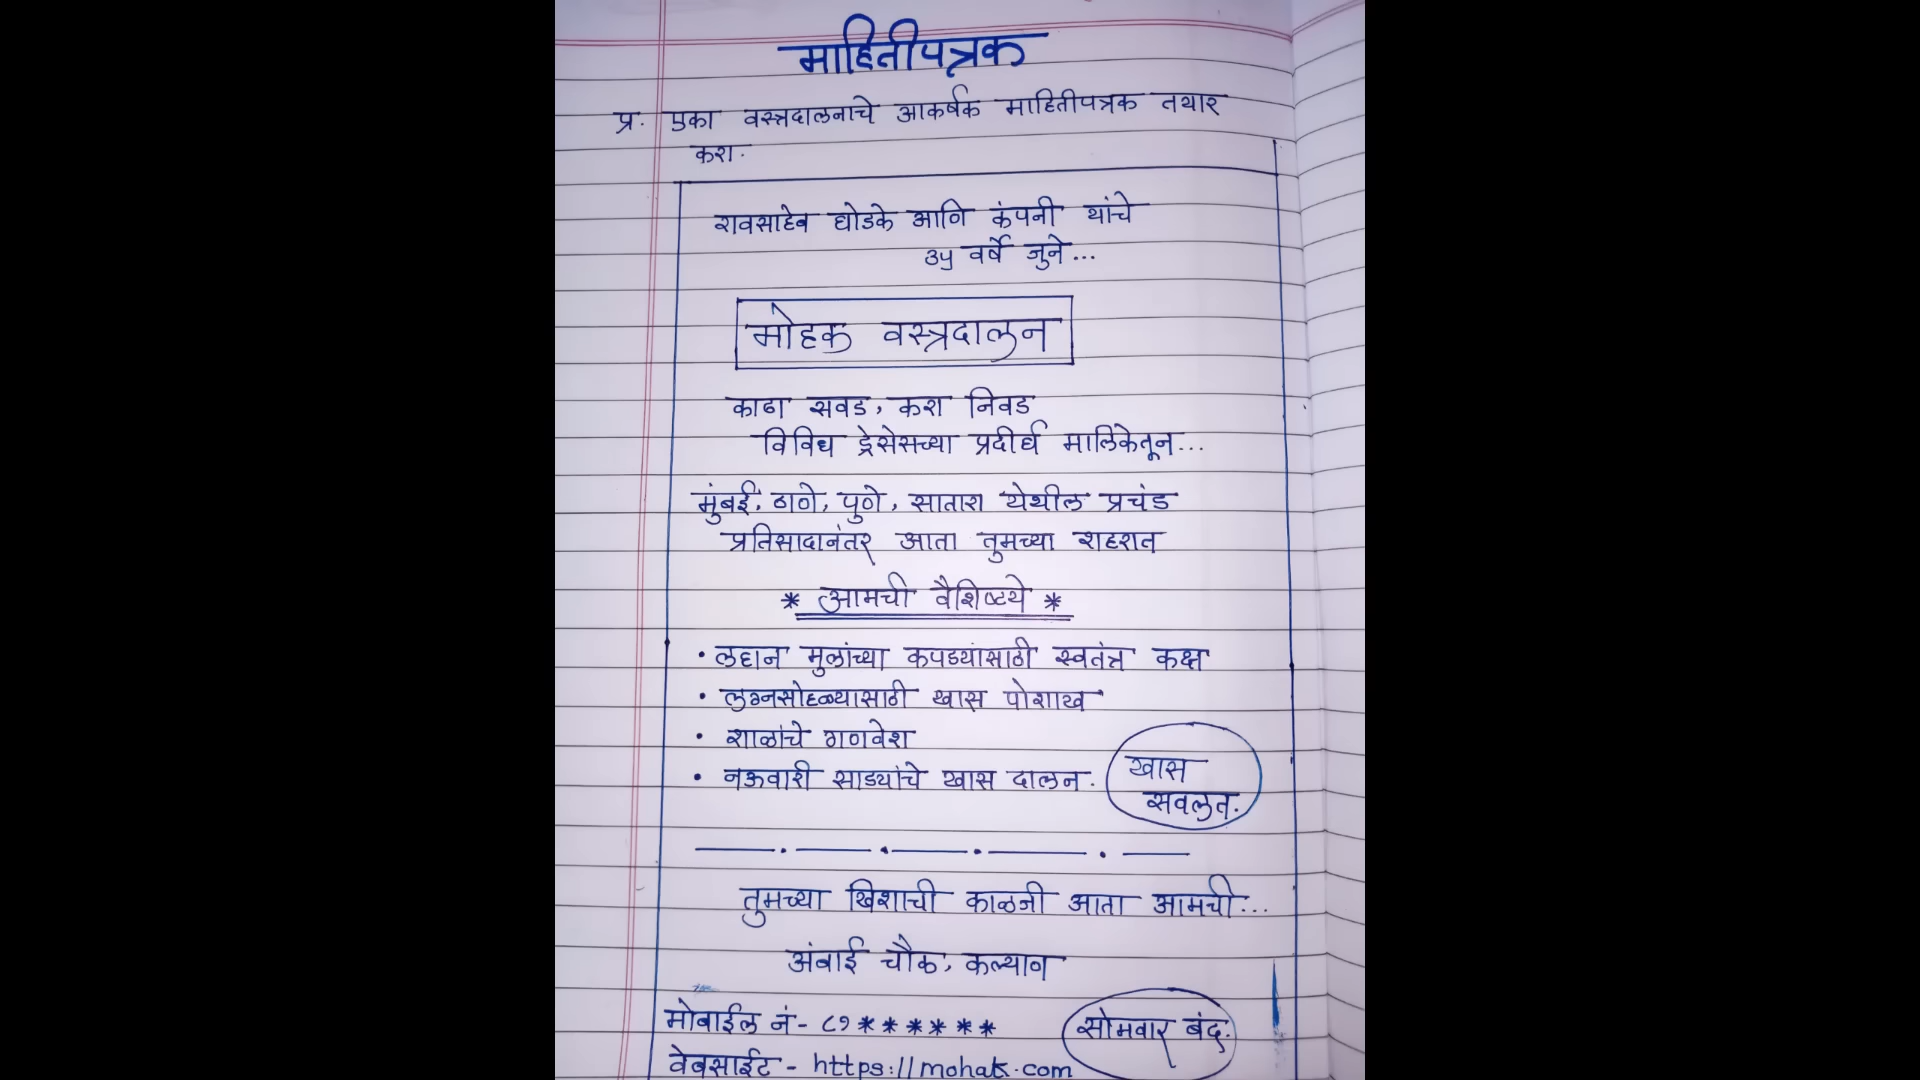 माहितीपत्रक
प्र. एका वस्त्रदालनाचे आकर्षक माहितीपत्रक तयार
करा.
रावसाहेब घोडके आणि कंपनी यांचे
३५ वर्षे जुने...
मोहक वस्त्रदालन
काढा सवड, करा निवड
विविध ड्रेसेसच्या प्रदीर्घ मालिकेतून...
मुंबई, ठाणे, पुणे, सातारा येथील प्रचंड
प्रतिसादानंतर आता तुमच्या शहरात
* आमची वैशिष्ट्ये *
• लहान मुलांच्या कपड्यांसाठी स्वतंत्र कक्ष
• लग्नसोहळ्यासाठी खास पोशाख
• शाळांचे गणवेश
• नऊवारी साड्यांचे खास दालन.
खास
सवलत.
तुमच्या खिशाची काळजी आता आमची...
अंबाई चौक, कल्याण
मोबाईल नं- ८७******
सोमवार बंद.
वेबसाईट - https://mohak.com